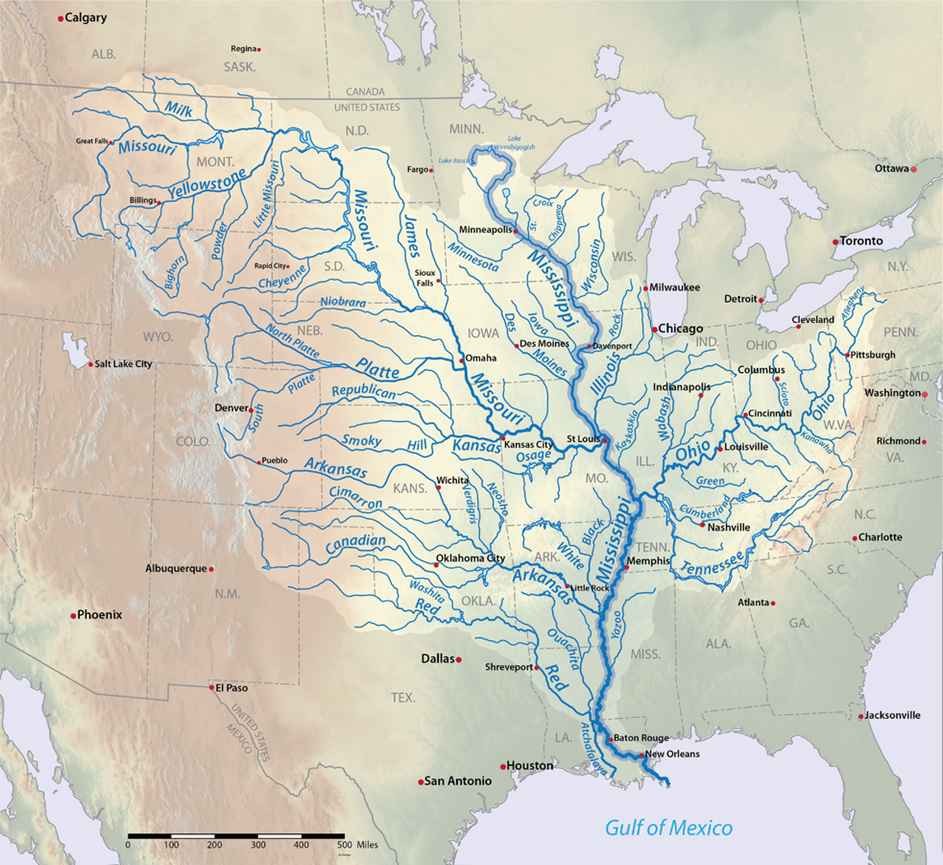 Calgary
Regina
ALB.
SASK.
CANADA
UNITED STATES
Milk
N.D.
MINN.
Lake
Winnibigoshish
Great Falls
Missouri
Lake Itasca
MONT.
Fargo
Ottawa
Yellowstone
Little Missouri
Billings
Missouri
Croix
St.
Chippewa
James
Minneapolis
Toronto
Powder
Minnesota
Wisconsin
WIS.
Bighorn
Rapid City
S.D.
Sioux
Falls
Mississippi
N.Y.
Cheyenne
Milwaukee
Detroit
Allegheny
Niobrara
Cleveland
WYO.
NEB.
IOWA
Des
Iowa
Rock
Chicago
IND.
OHIO
PENN.
North Platte
Des Moines
Davenport
Moines
Pittsburgh
Salt Lake City
Omaha
Platte
Illinois
Columbus
MD.
Platte
Republican
Missouri
Indianapolis
Scioto
Washington
Denver
South
Wabash
Ohio
Cincinnati
Kaskaskia
W.VA.
COLO.
Smoky
Hill
Kansas
Kansas City
St Louis
Ohio
Louisville
Kanawha
Richmond
Osage
VA.
Pueblo
Arkansas
MO.
ILL.
KY.
KANS.
Wichita
Verdigris
Neosho
Green
Cimarron
Cumberland
Mississippi
N.C.
Nashville
Black
Canadian
TENN.
Charlotte
Oklahoma City
ARK.
White
Albuquerque
Memphis
Tennessee
S.C.
Arkansas
Little Rock
N.M.
Washita
Red
OKLA.
Atlanta
Phoenix
GA.
Yazoo
Ouachita
ALA.
MISS.
Dallas
Shreveport
Red
El Paso
TEX.
UNITED STATES
MEXICO
Jacksonville
LA.
Atchafalaya
Baton Rouge
New Orleans
Houston
San Antonio
Gulf of Mexico
0 100 200 300 400 500 Miles